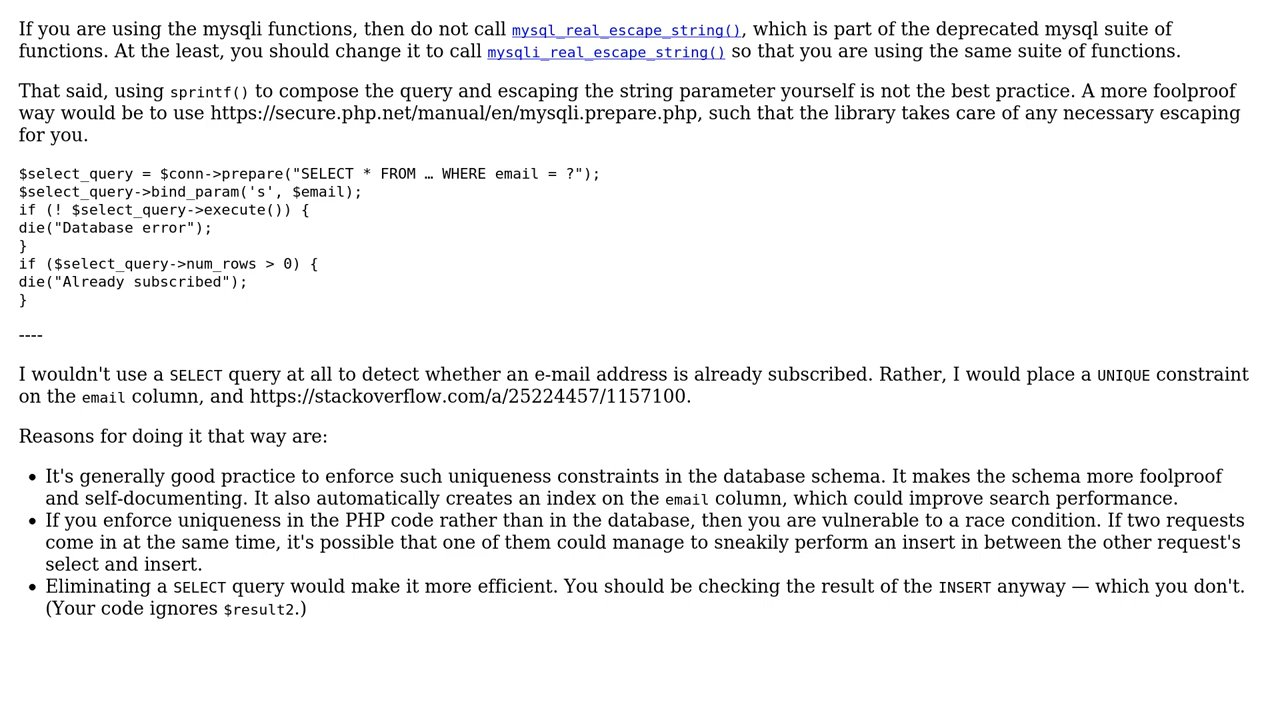 If you are using the mysqli functions, then do not call mysql_real_escape_string(), which is part of the deprecated mysql suite of
functions. At the least, you should change it to call mysqli_real_escape_string() so that you are using the same suite of functions.
That said, using sprintf() to compose the query and escaping the string parameter yourself is not the best practice. A more foolproof
way would be to use https://secure.php.net/manual/en/mysqli.prepare.php, such that the library takes care of any necessary escaping
for you.
$select_query = $conn->prepare("SELECT * FROM … WHERE email = ?");
$select_query->bind_param('s', $email);
if (! $select_query->execute()) {
die("Database error");
}
if ($select_query->num_rows > 0) {
die("Already subscribed");
}
----
I wouldn't use a SELECT query at all to detect whether an e-mail address is already subscribed. Rather, I would place a UNIQUE constraint
on the email column, and https://stackoverflow.com/a/25224457/1157100.
Reasons for doing it that way are:
• It's generally good practice to enforce such uniqueness constraints in the database schema. It makes the schema more foolproof
and self-documenting. It also automatically creates an index on the email column, which could improve search performance.
• If you enforce uniqueness in the PHP code rather than in the database, then you are vulnerable to a race condition. If two requests
come in at the same time, it's possible that one of them could manage to sneakily perform an insert in between the other request's
select and insert.
• Eliminating a SELECT query would make it more efficient. You should be checking the result of the INSERT anyway — which you don't.
(Your code ignores $result2.)